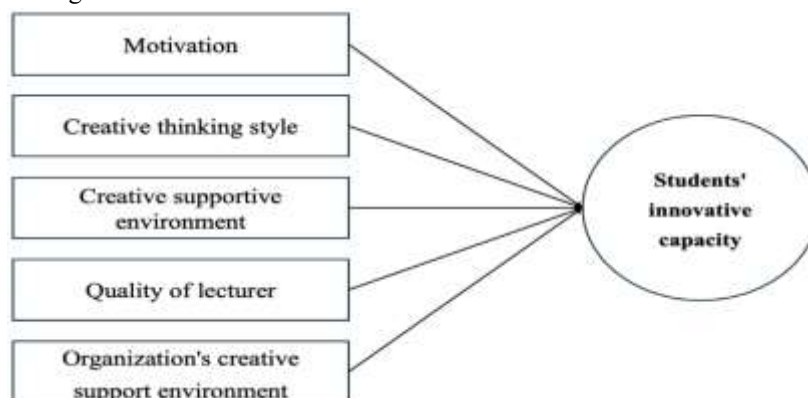 Motivation
Creative thinking style
Creative supportive
environment
Quality of lecturer
Organization's creative
support environment
Students'
innovative
capacity